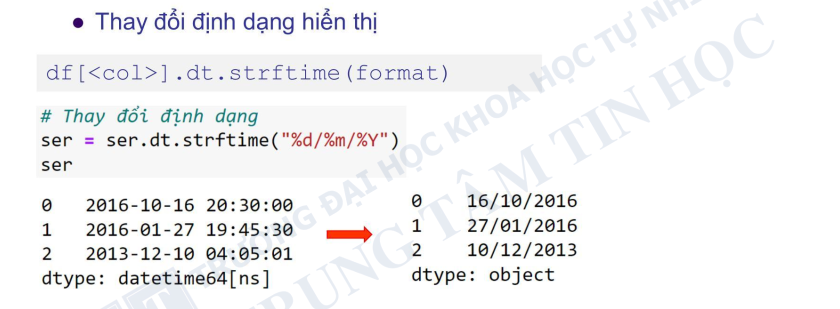 ● Thay đổi định dạng hiển thị
df[<col>].dt.strftime(format)
# Thay đổi định dạng
ser = ser.dt.strftime("%d/%m/%Y")
ser
0 2016-10-16 20:30:00
1 2016-01-27 19:45:30
2 2013-12-10 04:05:01
dtype: datetime64[ns]
0 16/10/2016
1 27/01/2016
2 10/12/2013
dtype: object
TRƯỜNG ĐẠI HỌC KHOA HỌC TỰ NHI
TRUNG TÂM TIN HỌC